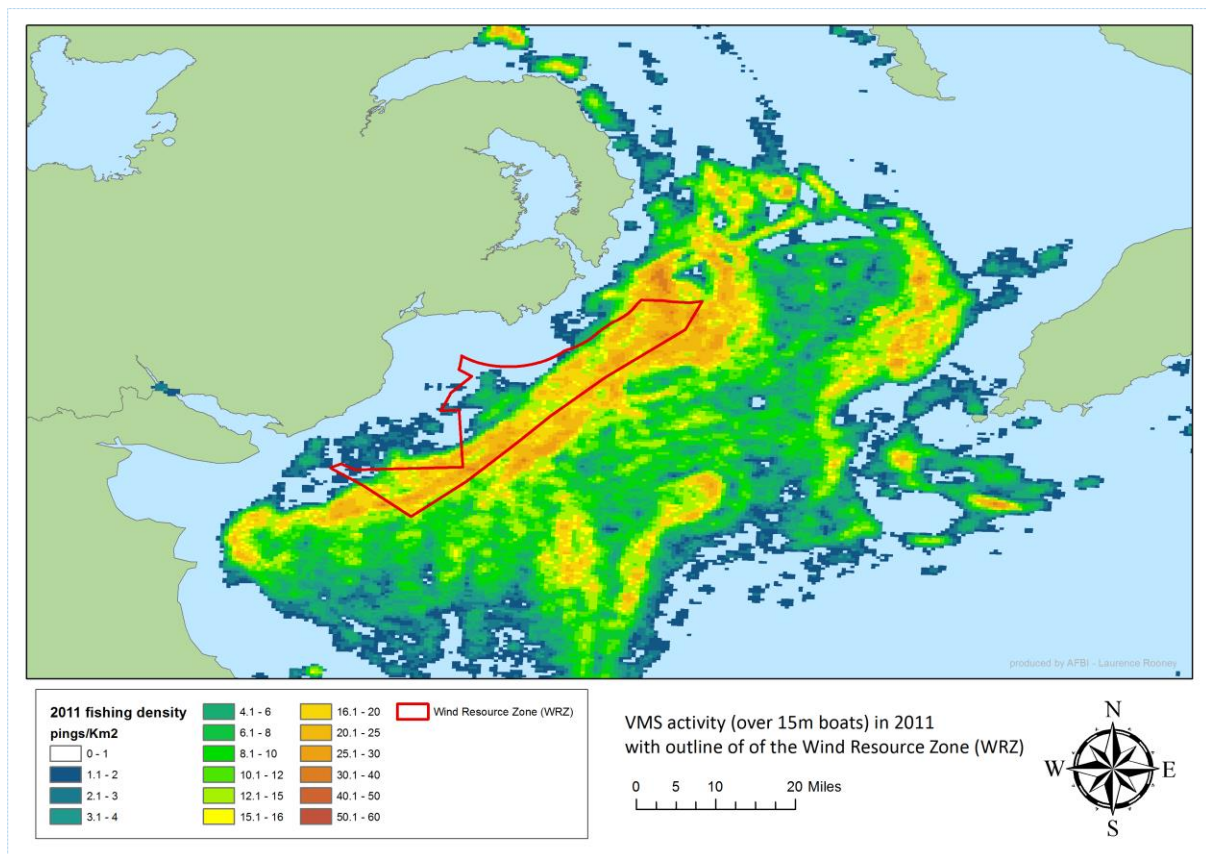 produced by AFBI - Laurence Rooney
2011 fishing density
pings/Km2
0 - 1
1.1 - 2
2.1 - 3
3.1 - 4
4.1 - 6
6.1 - 8
8.1 - 10
10.1 - 12
12.1 - 15
15.1 - 16
16.1 - 20
20.1 - 25
25.1 - 30
30.1 - 40
40.1 - 50
50.1 - 60
Wind Resource Zone (WRZ)
VMS activity (over 15m boats) in 2011
with outline of of the Wind Resource Zone (WRZ)
0 5 10 20 Miles
N
W E
S